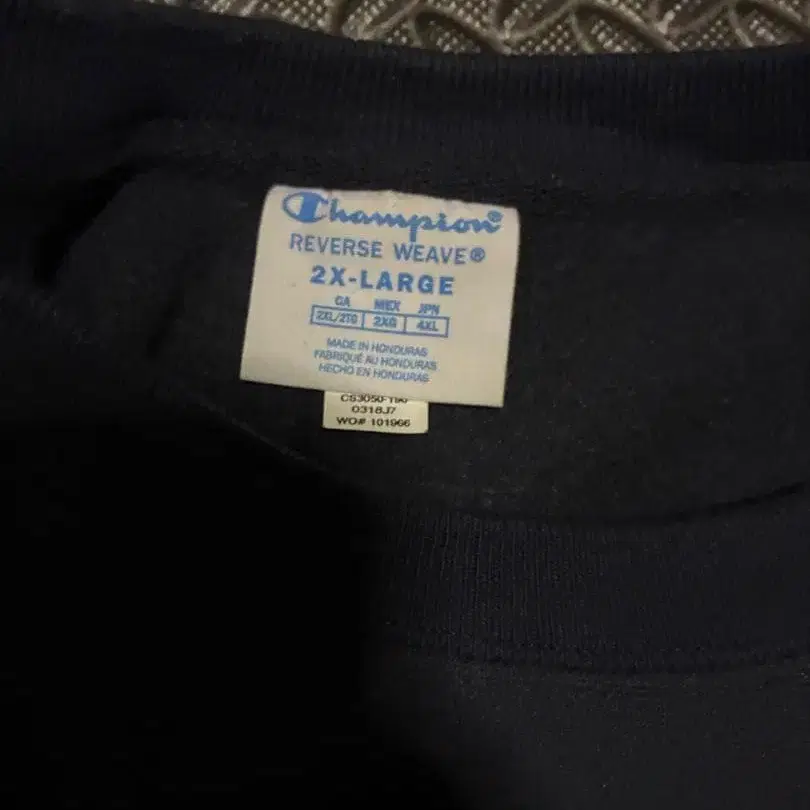 Champion®
REVERSE WEAVE®
2X-LARGE
CA MEX JPN
2XL/2TG 2XG 4XL
MADE IN HONDURAS
FABRIQUÉ AU HONDURAS
HECHO EN HONDURAS
0318J7
WO# 101966